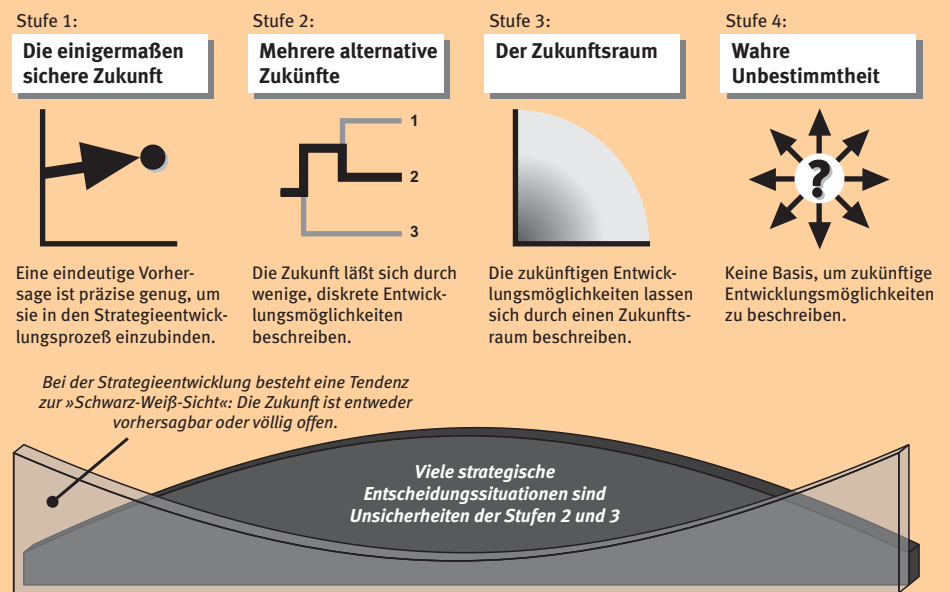 Stufe 1:
Die einigermaßen
sichere Zukunft
Eine eindeutige Vorher-
sage ist präzise genug, um
sie in den Strategieentwick-
lungsprozeß einzubinden.
Stufe 2:
Mehrere alternative
Zukünfte
1
2
3
Die Zukunft läßt sich durch
wenige, diskrete Entwick-
lungsmöglichkeiten
beschreiben.
Stufe 3:
Der Zukunftsraum
Die zukünftigen Entwick-
lungsmöglichkeiten lassen
sich durch einen Zukunfts-
raum beschreiben.
Stufe 4:
Wahre
Unbestimmtheit
?
Keine Basis, um zukünftige
Entwicklungsmöglichkeiten
zu beschreiben.
Bei der Strategieentwicklung besteht eine Tendenz
zur »Schwarz-Weiß-Sicht«: Die Zukunft ist entweder
vorhersagbar oder völlig offen.
Viele strategische
Entscheidungssituationen sind
Unsicherheiten der Stufen 2 und 3